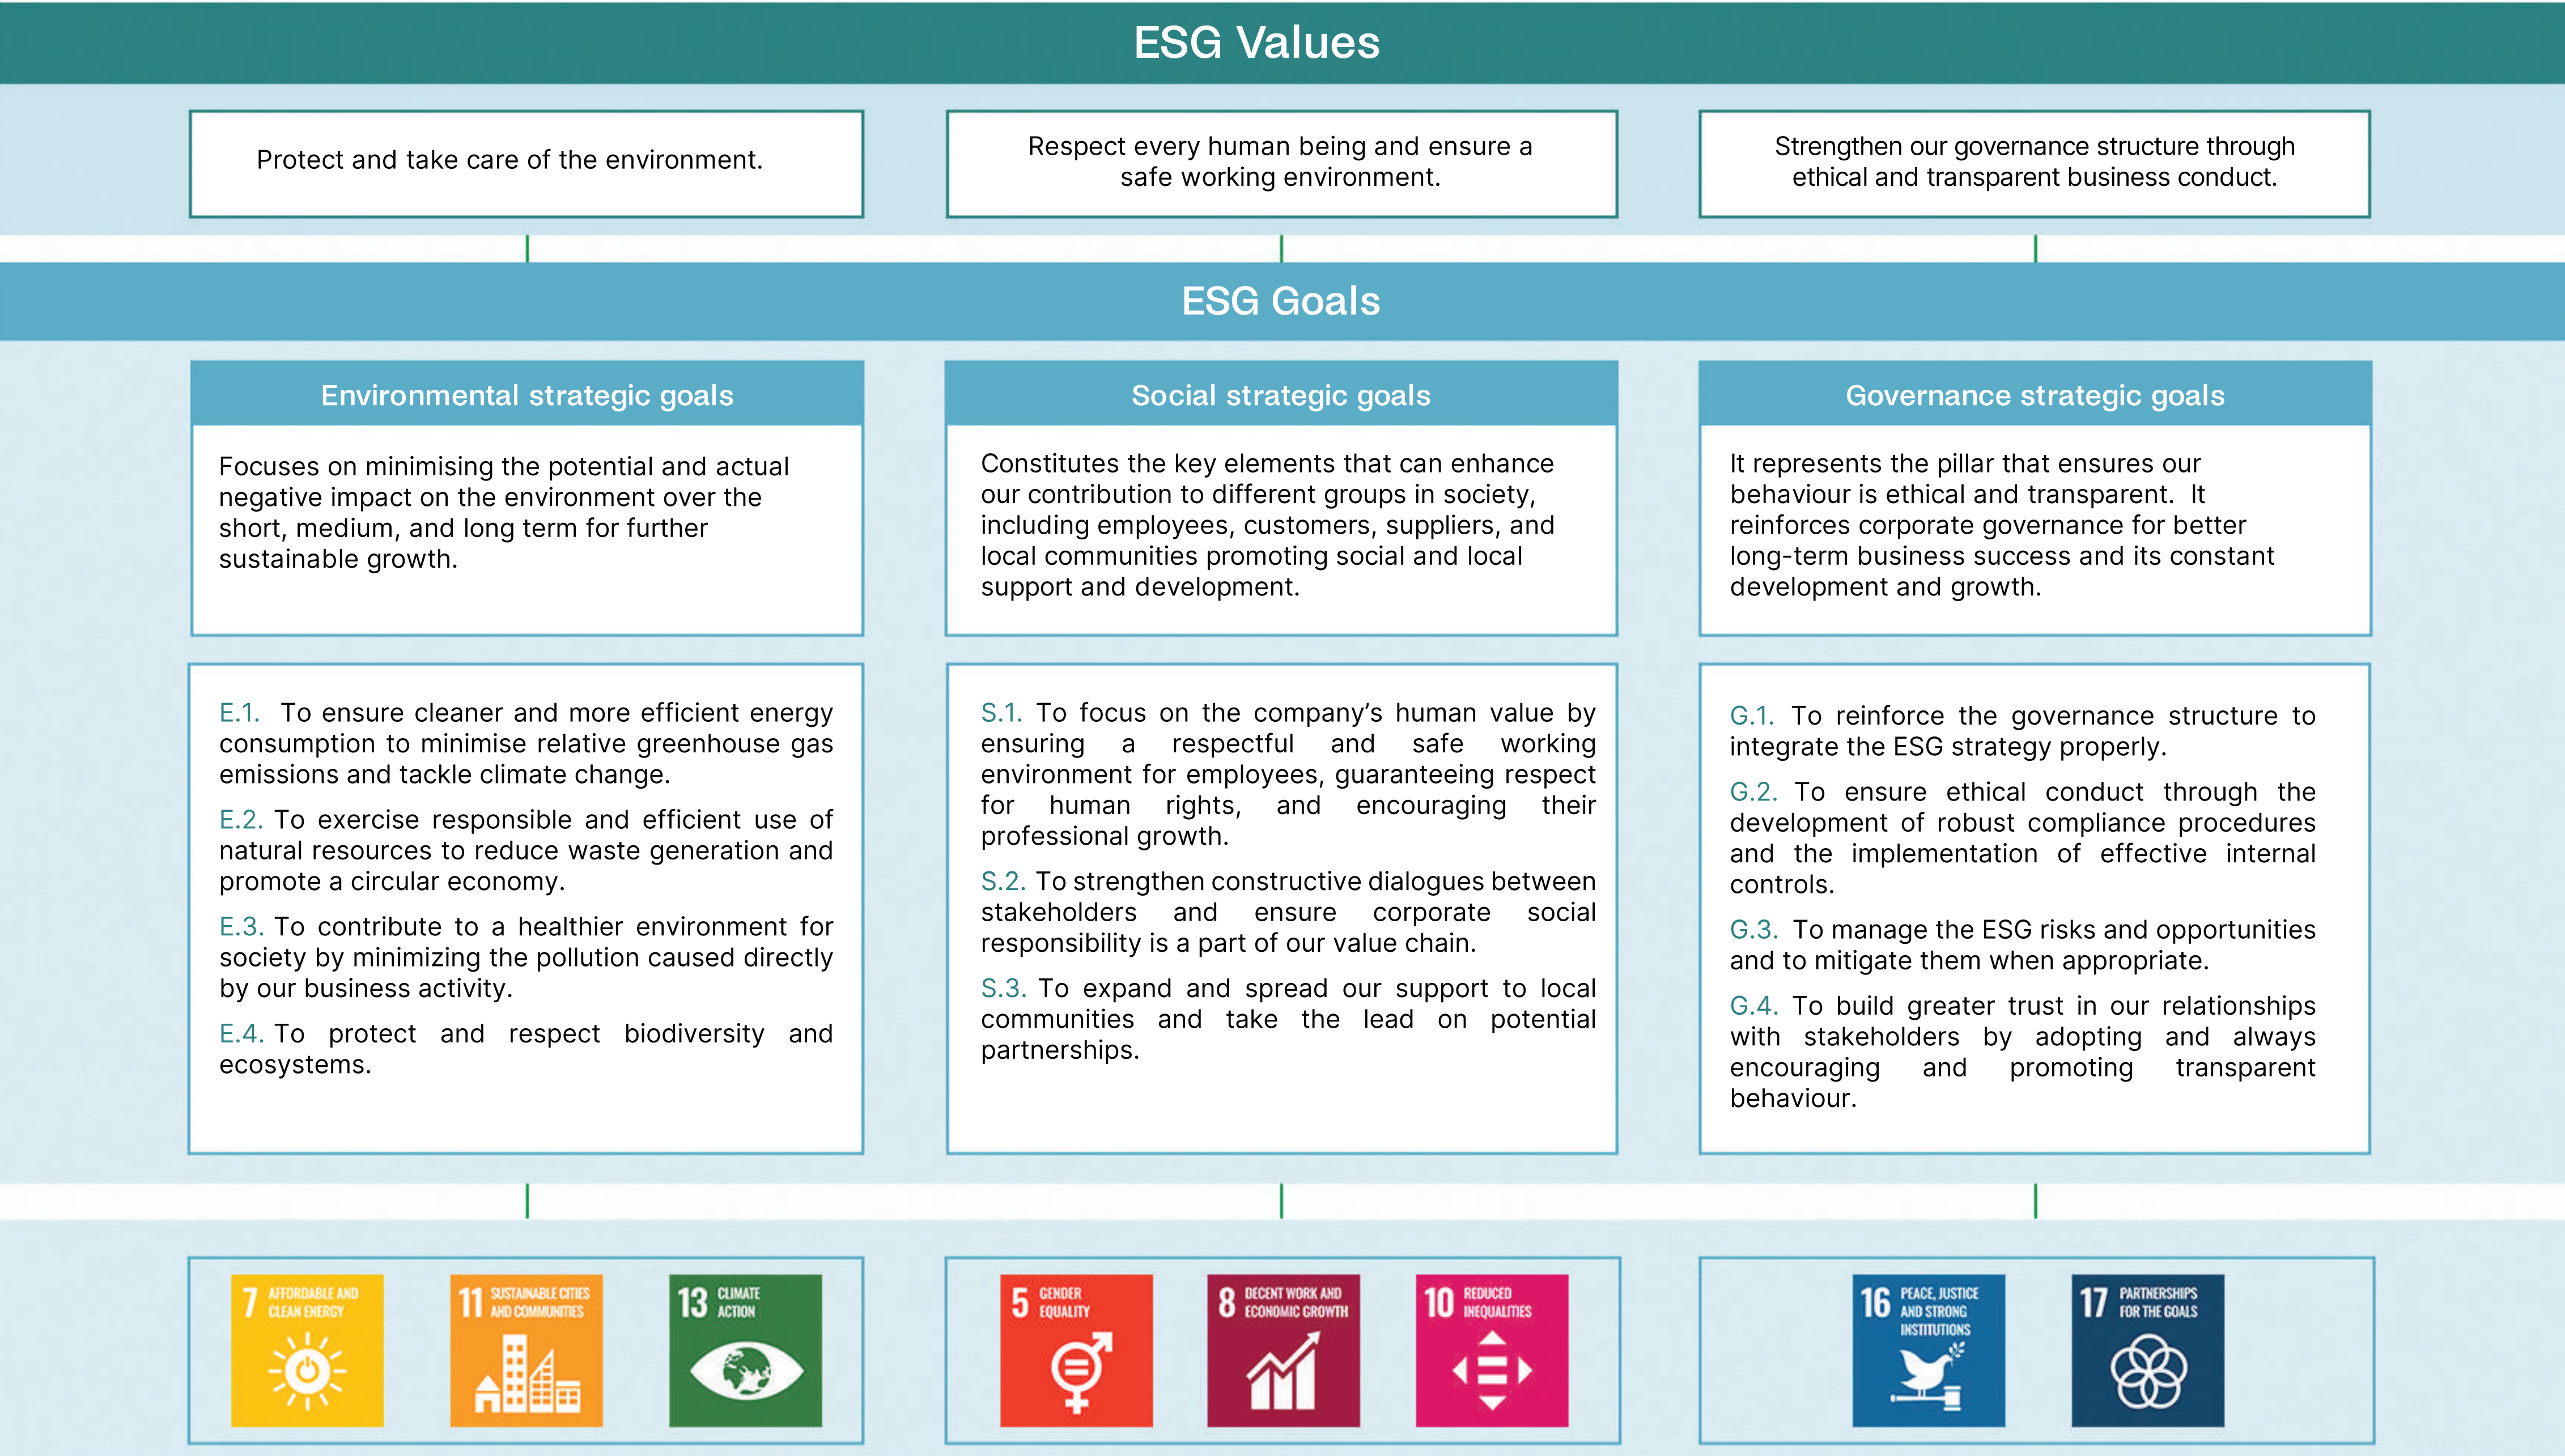 ESG Values
Protect and take care of the environment.
Respect every human being and ensure a
safe working environment.
Strengthen our governance structure through
ethical and transparent business conduct.
ESG Goals
Environmental strategic goals
Focuses on minimising the potential and actual
negative impact on the environment over the
short, medium, and long term for further
sustainable growth.
E.1. To ensure cleaner and more efficient energy
consumption to minimise relative greenhouse gas
emissions and tackle climate change.
E.2. To exercise responsible and efficient use of
natural resources to reduce waste generation and
promote a circular economy.
E.3. To contribute to a healthier environment for
society by minimizing the pollution caused directly
by our business activity.
E.4. To protect and respect biodiversity and
ecosystems.
Social strategic goals
Constitutes the key elements that can enhance
our contribution to different groups in society,
including employees, customers, suppliers, and
local communities promoting social and local
support and development.
S.1. To focus on the company’s human value by
ensuring a respectful and safe working
environment for employees, guaranteeing respect
for human rights, and encouraging their
professional growth.
S.2. To strengthen constructive dialogues between
stakeholders and ensure corporate social
responsibility is a part of our value chain.
S.3. To expand and spread our support to local
communities and take the lead on potential
partnerships.
Governance strategic goals
It represents the pillar that ensures our
behaviour is ethical and transparent. It
reinforces corporate governance for better
long-term business success and its constant
development and growth.
G.1. To reinforce the governance structure to
integrate the ESG strategy properly.
G.2. To ensure ethical conduct through the
development of robust compliance procedures
and the implementation of effective internal
controls.
G.3. To manage the ESG risks and opportunities
and to mitigate them when appropriate.
G.4. To build greater trust in our relationships
with stakeholders by adopting and always
encouraging and promoting transparent
behaviour.
7 AFFORDABLE AND
CLEAN ENERGY
11 SUSTAINABLE CITIES
AND COMMUNITIES
13 CLIMATE
ACTION
5 GENDER
EQUALITY
8 DECENT WORK AND
ECONOMIC GROWTH
10 REDUCED
INEQUALITIES
16 PEACE, JUSTICE
AND STRONG
INSTITUTIONS
17 PARTNERSHIPS
FOR THE GOALS